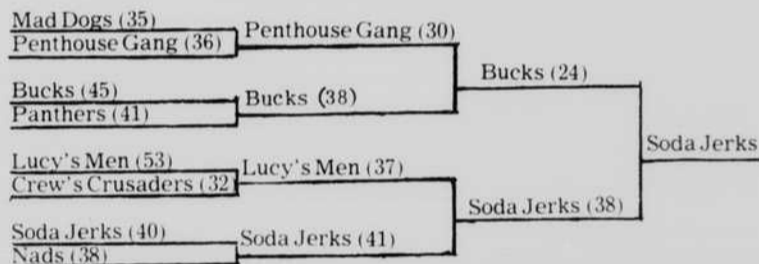 Mad Dogs (35)
Penthouse Gang (36)
Penthouse Gang (30)
Bucks (45)
Panthers (41)
Bucks (38)
Bucks (24)
Lucy's Men (53)
Crew's Crusaders (32)
Lucy's Men (37)
Soda Jerks (40)
Nads (38)
Soda Jerks (41)
Soda Jerks (38)
Soda Jerks